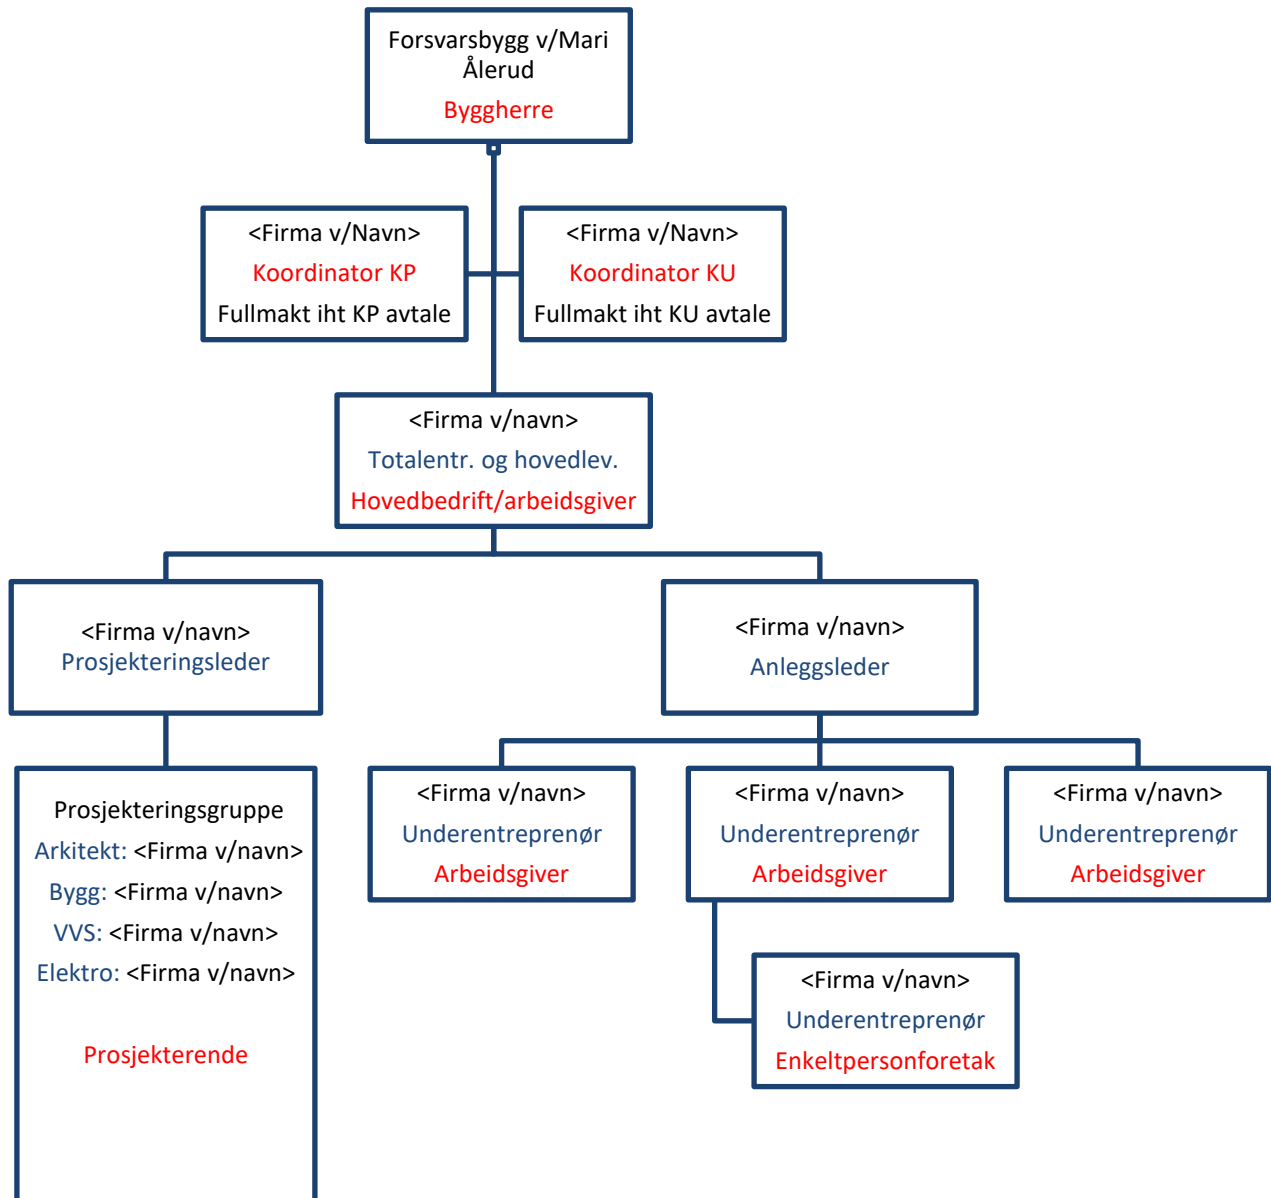 Forsvarsbygg v/Mari
Ålerud
Byggherre
<Firma v/Navn>
Koordinator KP
Fullmakt iht KP avtale
<Firma v/Navn>
Koordinator KU
Fullmakt iht KU avtale
<Firma v/navn>
Totalentr. og hovedlev.
Hovedbedrift/arbeidsgiver
<Firma v/navn>
Prosjekteringsleder
<Firma v/navn>
Anleggsleder
Prosjekteringsgruppe
Arkitekt: <Firma v/navn>
Bygg: <Firma v/navn>
VVS: <Firma v/navn>
Elektro: <Firma v/navn>
Prosjekterende
<Firma v/navn>
Underentreprenør
Arbeidsgiver
<Firma v/navn>
Underentreprenør
Arbeidsgiver
<Firma v/navn>
Underentreprenør
Arbeidsgiver
<Firma v/navn>
Underentreprenør
Enkeltpersonforetak